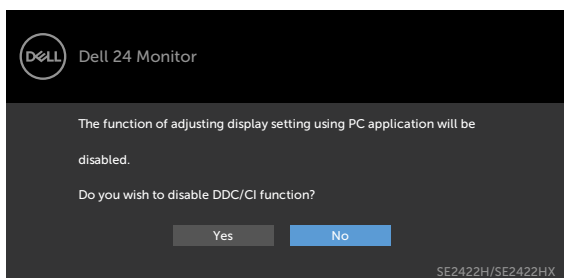 DELL
Dell 24 Monitor
The function of adjusting display setting using PC application will be
disabled.
Do you wish to disable DDC/CI function?
Yes No
SE2422H/SE2422HX